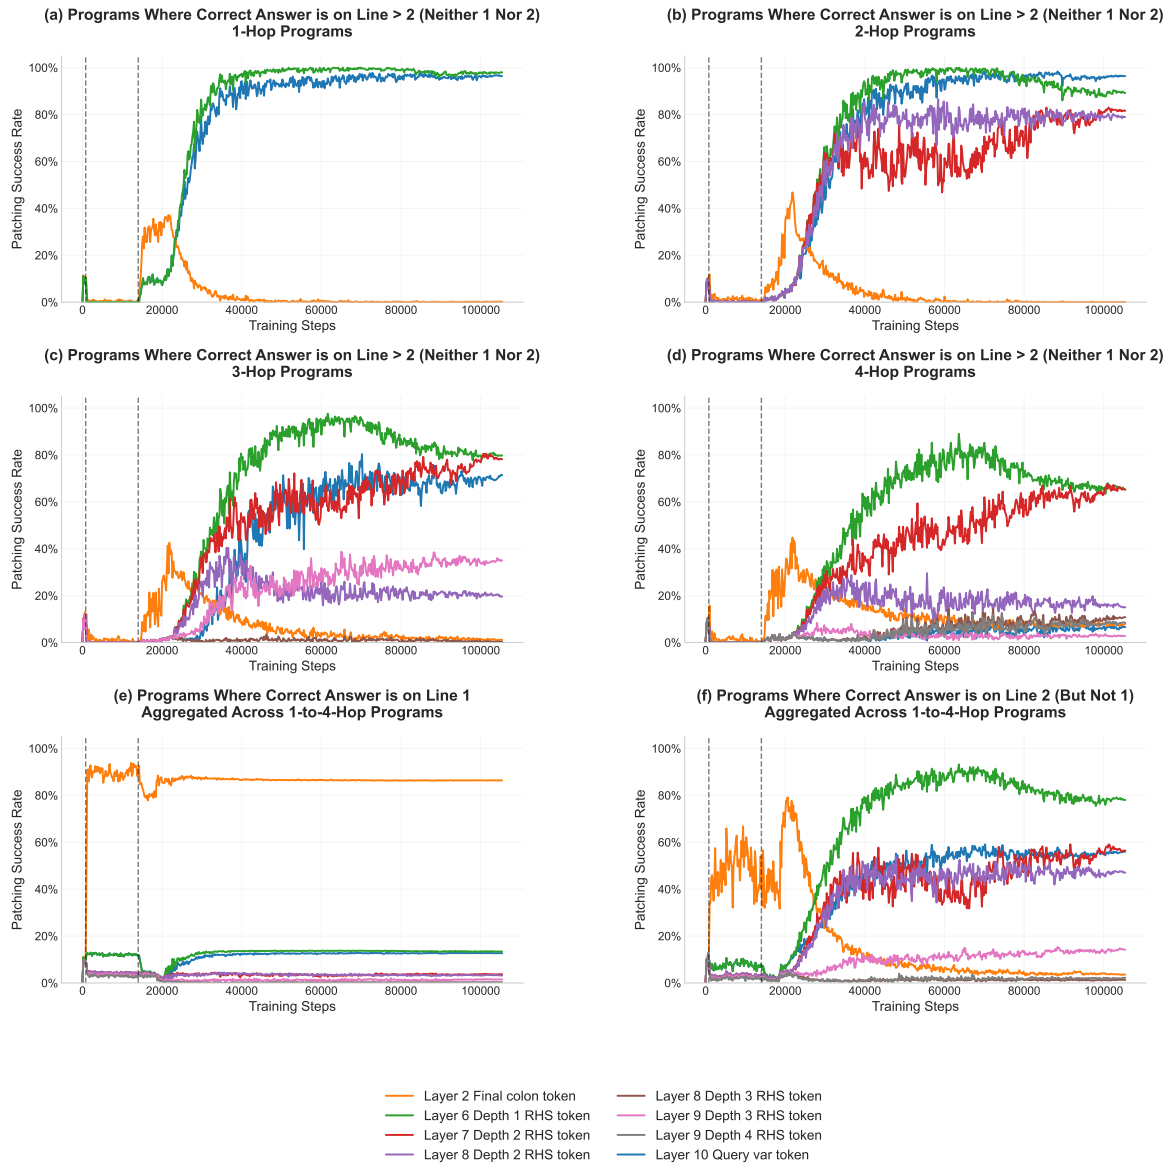 (a) Programs Where Correct Answer is on Line > 2 (Neither 1 Nor 2)
1-Hop Programs
100%
80%
60%
40%
20%
0%
Patching Success Rate
0 20000 40000 60000 80000 100000
Training Steps
(b) Programs Where Correct Answer is on Line > 2 (Neither 1 Nor 2)
2-Hop Programs
100%
80%
60%
40%
20%
0%
Patching Success Rate
0 20000 40000 60000 80000 100000
Training Steps
(c) Programs Where Correct Answer is on Line > 2 (Neither 1 Nor 2)
3-Hop Programs
100%
80%
60%
40%
20%
0%
Patching Success Rate
0 20000 40000 60000 80000 100000
Training Steps
(d) Programs Where Correct Answer is on Line > 2 (Neither 1 Nor 2)
4-Hop Programs
100%
80%
60%
40%
20%
0%
Patching Success Rate
0 20000 40000 60000 80000 100000
Training Steps
(e) Programs Where Correct Answer is on Line 1
Aggregated Across 1-to-4-Hop Programs
100%
80%
60%
40%
20%
0%
Patching Success Rate
0 20000 40000 60000 80000 100000
Training Steps
(f) Programs Where Correct Answer is on Line 2 (But Not 1)
Aggregated Across 1-to-4-Hop Programs
100%
80%
60%
40%
20%
0%
Patching Success Rate
0 20000 40000 60000 80000 100000
Training Steps
Layer 2 Final colon token
Layer 6 Depth 1 RHS token
Layer 7 Depth 2 RHS token
Layer 8 Depth 2 RHS token
Layer 8 Depth 3 RHS token
Layer 9 Depth 3 RHS token
Layer 9 Depth 4 RHS token
Layer 10 Query var token